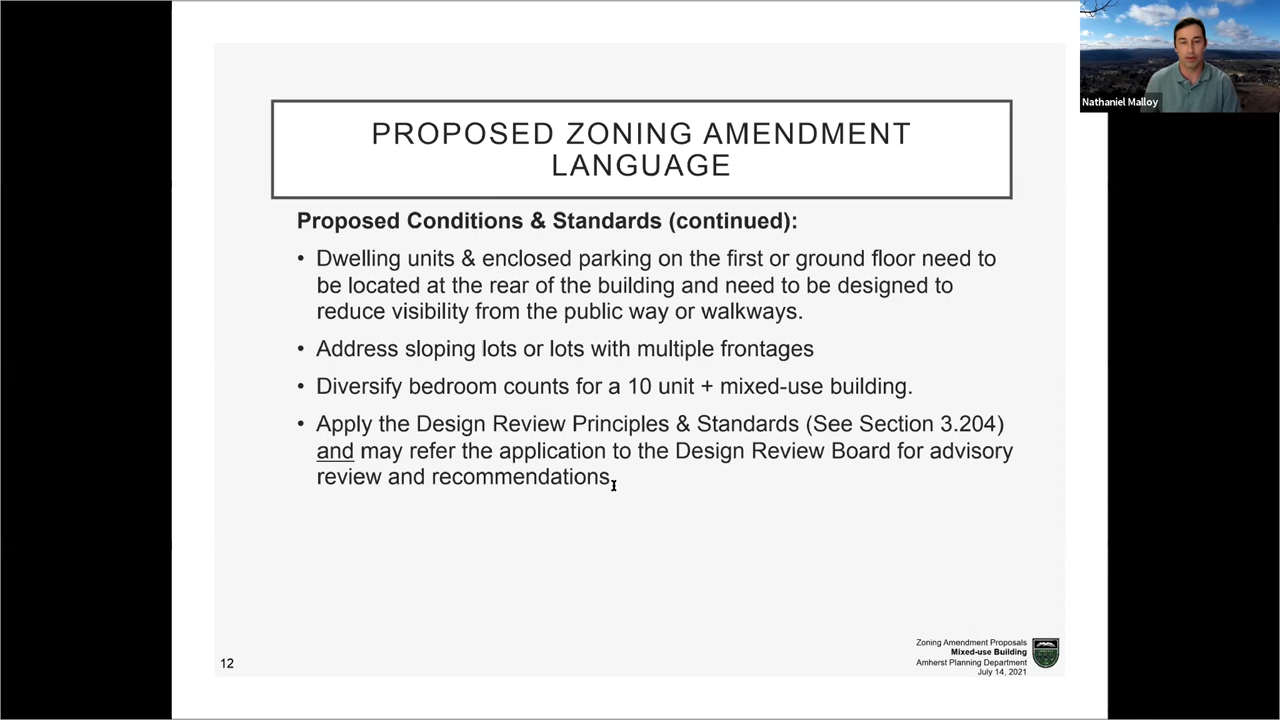 Nathaniel Malloy
PROPOSED ZONING AMENDMENT
LANGUAGE
Proposed Conditions & Standards (continued):
• Dwelling units & enclosed parking on the first or ground floor need to
be located at the rear of the building and need to be designed to
reduce visibility from the public way or walkways.
• Address sloping lots or lots with multiple frontages
• Diversify bedroom counts for a 10 unit + mixed-use building.
• Apply the Design Review Principles & Standards (See Section 3.204)
and may refer the application to the Design Review Board for advisory
review and recommendations.
12
Zoning Amendment Proposals
Mixed-use Building
Amherst Planning Department
July 14, 2021